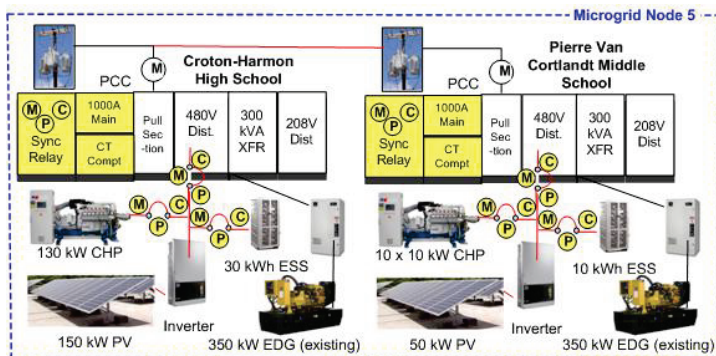 Microgrid Node 5
Croton-Harmon
High School
PCC
M
M C
P
Sync
Relay
1000A
Main
CT
Compt
Pull
Sec
-tion
480V
Dist.
300
kVA
XFR
208V
Dist
C
M
P
M C
P
M C
P
130 kW CHP
30 kWh ESS
150 kW PV
Inverter
350 kW EDG (existing)
Pierre Van
Cortlandt Middle
School
PCC
M
M C
P
Sync
Relay
1000A
Main
CT
Compt
Pull
Sec
-tion
480V
Dist.
300
kVA
XFR
208V
Dist
C
M
P
M C
P
M C
P
10 x 10 kW CHP
10 kWh ESS
50 kW PV
Inverter
350 kW EDG (existing)